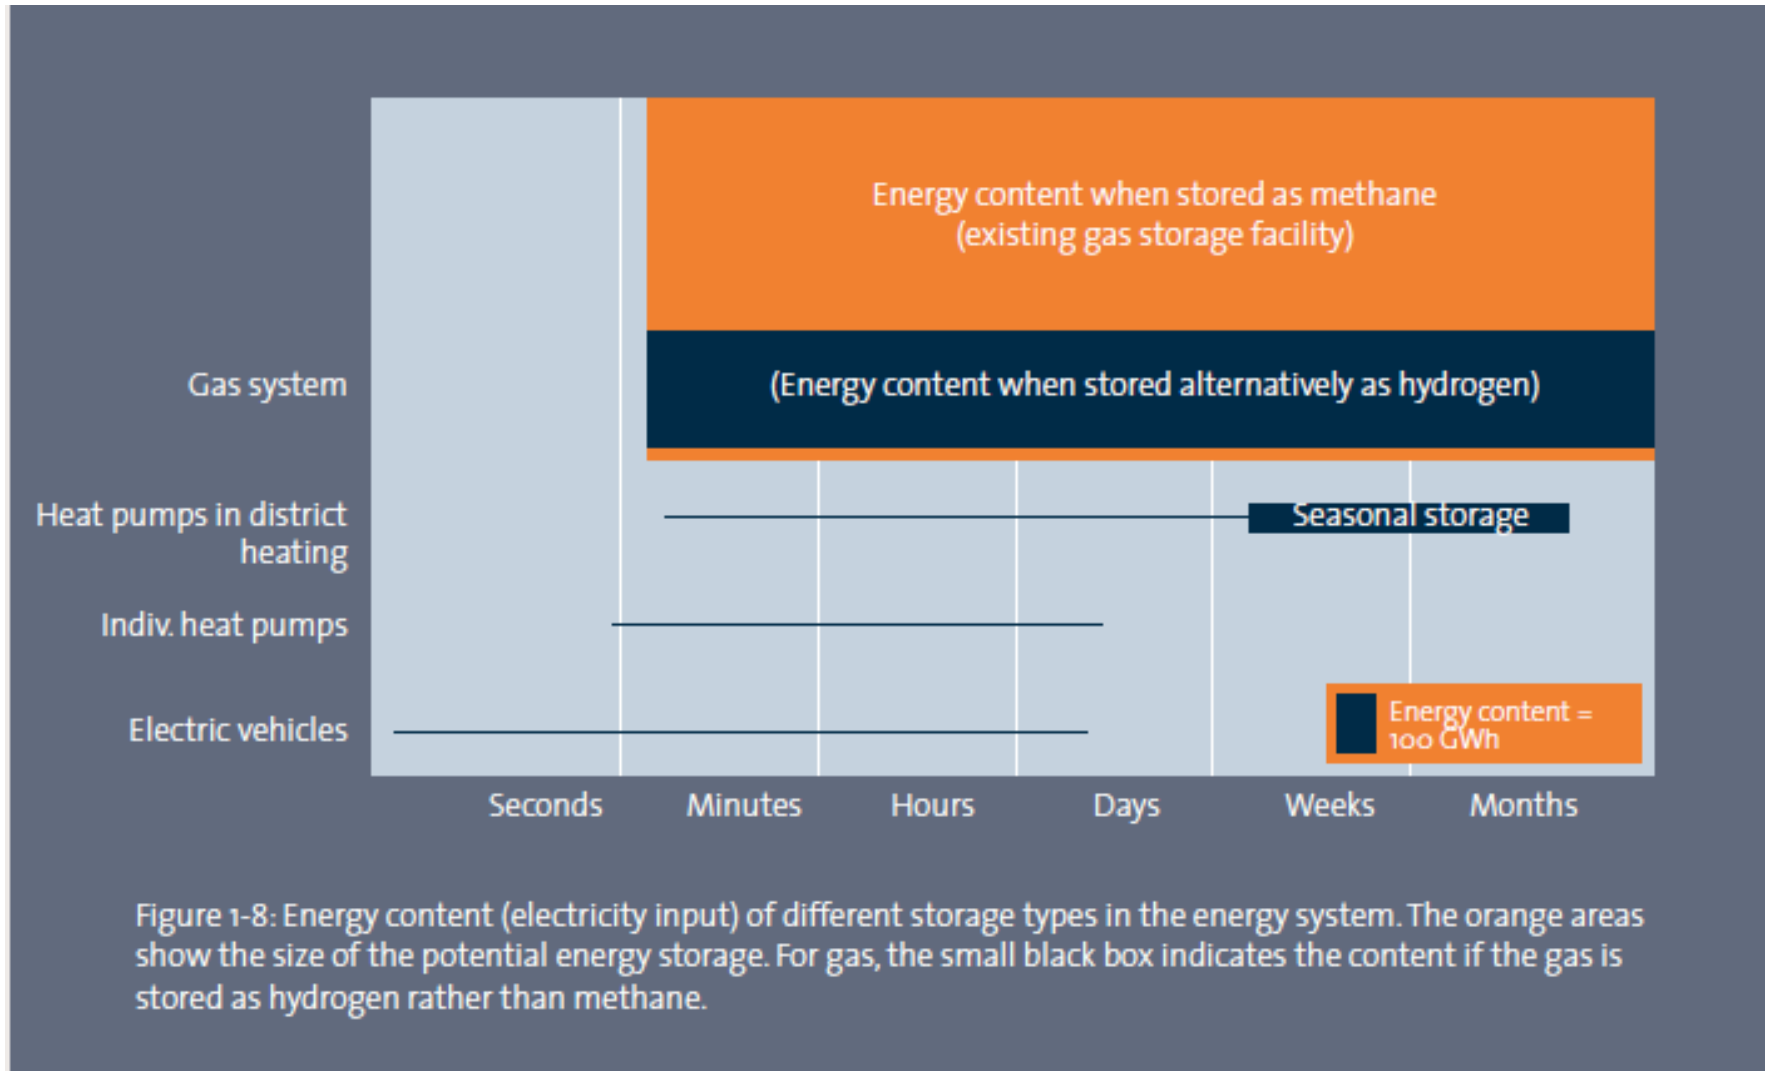 Energy content when stored as methane
(existing gas storage facility)
Gas system
(Energy content when stored alternatively as hydrogen)
Heat pumps in district
heating
Seasonal storage
Indiv. heat pumps
Electric vehicles
Energy content =
100 GWh
Seconds
Minutes
Hours
Days
Weeks
Months
Figure 1-8: Energy content (electricity input) of different storage types in the energy system. The orange areas
show the size of the potential energy storage. For gas, the small black box indicates the content if the gas is
stored as hydrogen rather than methane.